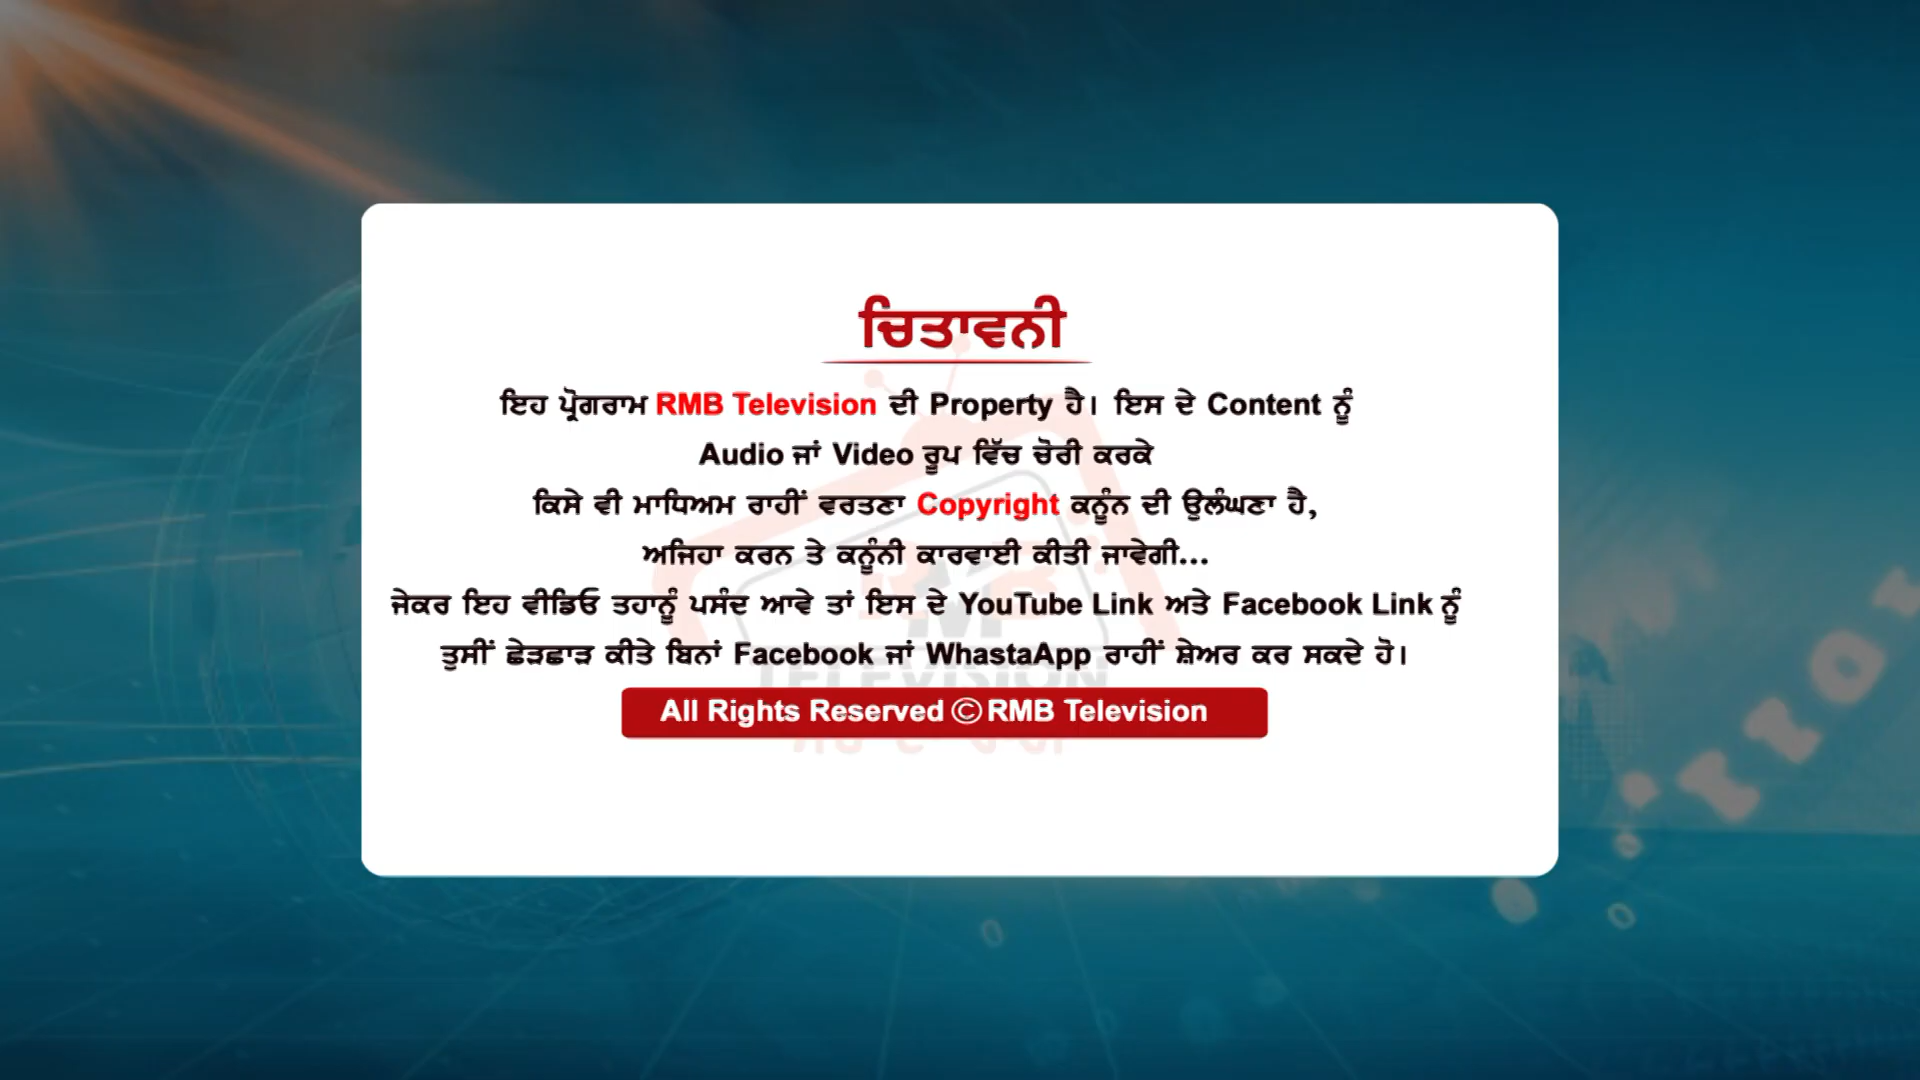 ਚਿਤਾਵਨੀ
ਇਹ ਪ੍ਰੋਗਰਾਮ RMB Television ਦੀ Property ਹੈ। ਇਸ ਦੇ Content ਨੂੰ
Audio ਜਾਂ Video ਰੂਪ ਵਿੱਚ ਚੋਰੀ ਕਰਕੇ
ਕਿਸੇ ਵੀ ਮਾਧਿਅਮ ਰਾਹੀਂ ਵਰਤਣਾ Copyright ਕਨੂੰਨ ਦੀ ਉਲੰਘਣਾ ਹੈ,
ਅਜਿਹਾ ਕਰਨ ਤੇ ਕਨੂੰਨੀ ਕਾਰਵਾਈ ਕੀਤੀ ਜਾਵੇਗੀ...
ਜੇਕਰ ਇਹ ਵੀਡਿਓ ਤਹਾਨੂੰ ਪਸੰਦ ਆਵੇ ਤਾਂ ਇਸ ਦੇ YouTube Link ਅਤੇ Facebook Link ਨੂੰ
ਤੁਸੀਂ ਛੇੜਛਾੜ ਕੀਤੇ ਬਿਨਾਂ Facebook ਜਾਂ WhastaApp ਰਾਹੀਂ ਸ਼ੇਅਰ ਕਰ ਸਕਦੇ ਹੋ।
TELEVISION
All Rights Reserved © RMB Television